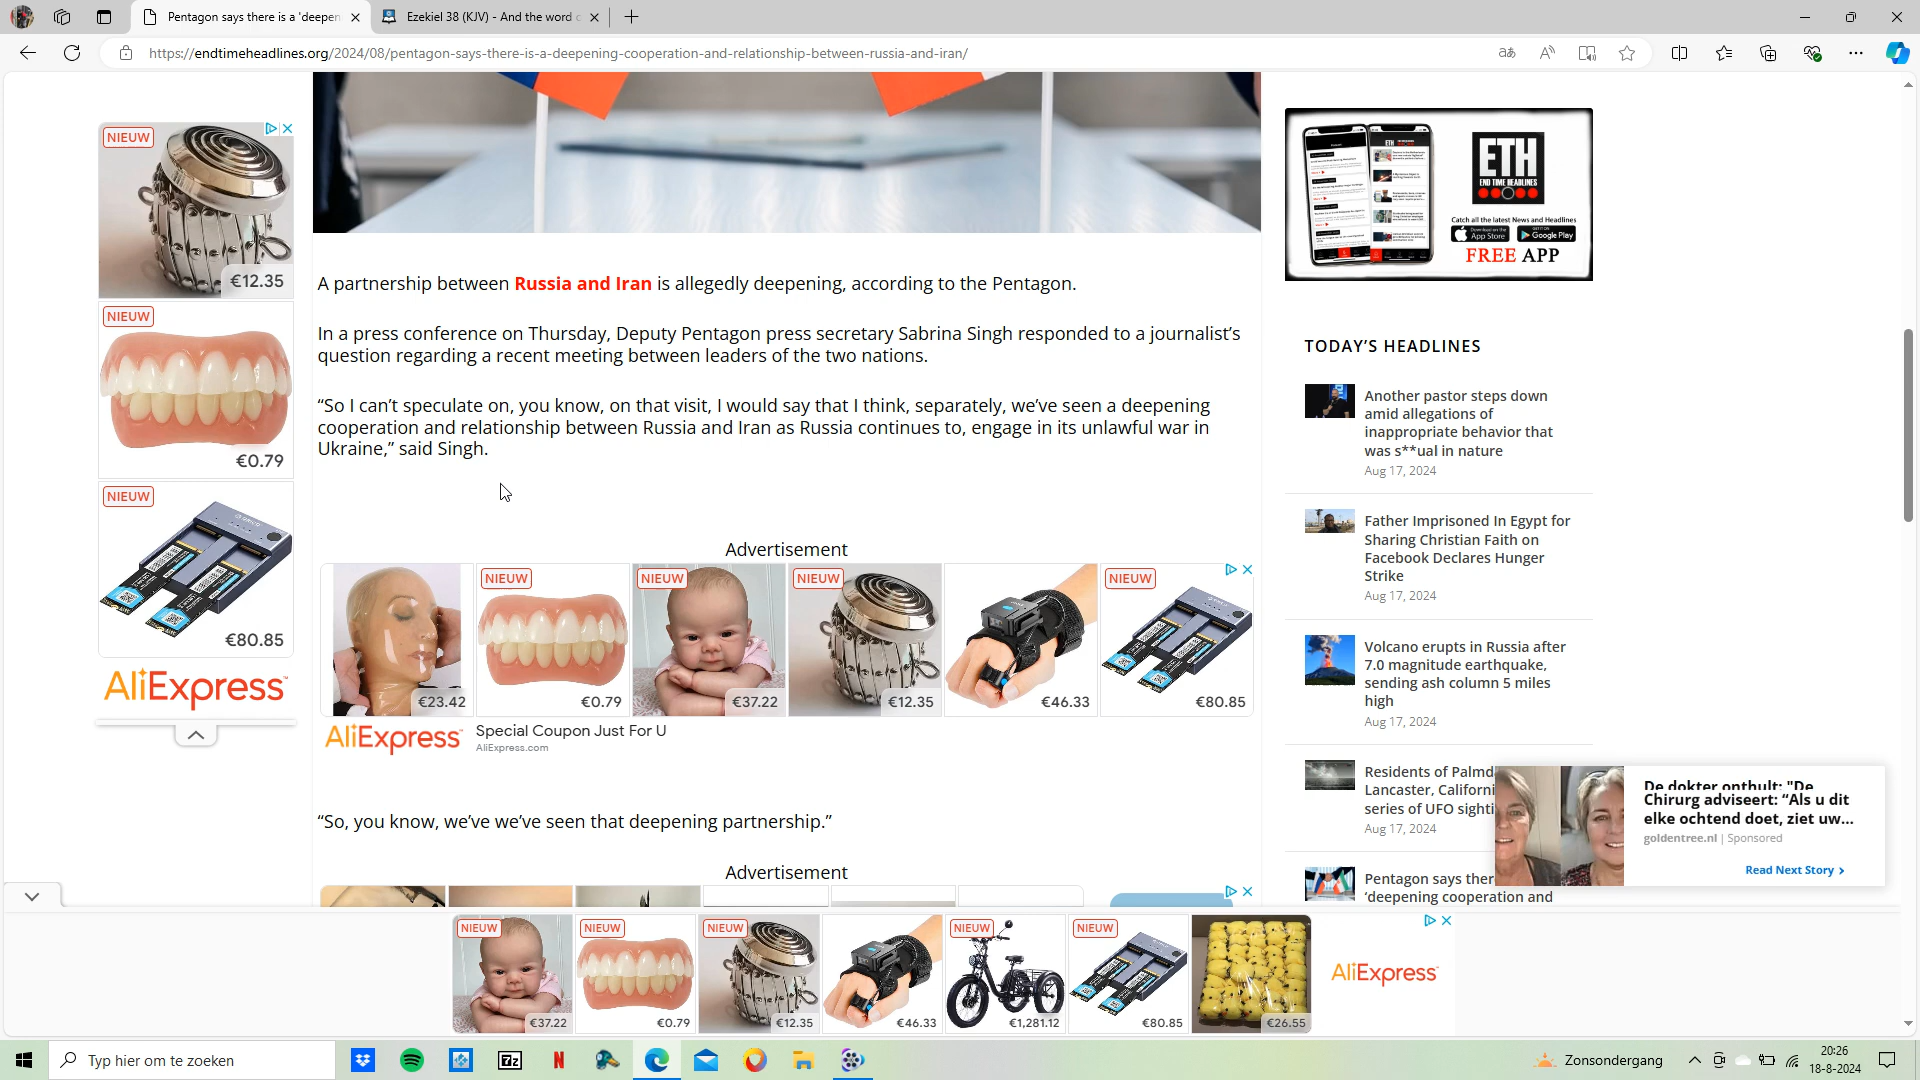 Pentagon says there is a 'deepen
Ezekiel 38 (KJV) - And the word
https://endtimeheadlines.org/2024/08/pentagon-says-there-is-a-deepening-cooperation-and-relationship-between-russia-and-iran/
NIEUW
€12.35
NIEUW
€0.79
NIEUW
€80.85
AliExpress
A partnership between Russia and Iran is allegedly deepening, according to the Pentagon.
In a press conference on Thursday, Deputy Pentagon press secretary Sabrina Singh responded to a journalist's
question regarding a recent meeting between leaders of the two nations.
“So I can't speculate on, you know, on that visit, I would say that I think, separately, we've seen a deepening
cooperation and relationship between Russia and Iran as Russia continues to, engage in its unlawful war in
Ukraine,” said Singh.
Advertisement
€23.42
NIEUW
€0.79
NIEUW
€37.22
NIEUW
€12.35
€46.33
NIEUW
€80.85
AliExpress
Special Coupon Just For U
AliExpress.com
“So, you know, we've we've seen that deepening partnership.”
Advertisement
ETH
END TIME HEADLINES
Catch all the latest News and Headlines
Download on the
App Store
GET IT ON
Google Play
FREE APP
TODAY'S HEADLINES
Another pastor steps down
amid allegations of
inappropriate behavior that
was s**ual in nature
Aug 17, 2024
Father Imprisoned In Egypt for
Sharing Christian Faith on
Facebook Declares Hunger
Strike
Aug 17, 2024
Volcano erupts in Russia after
7.0 magnitude earthquake,
sending ash column 5 miles
high
Aug 17, 2024
Residents of Palmd
Lancaster, Californi
series of UFO sighti
Aug 17, 2024
Pentagon says ther
'deepening cooperation and
De dokter onthult: "De
Chirurg adviseert: “Als u dit
elke ochtend doet, ziet uw...
goldentree.nl | Sponsored
Read Next Story
NIEUW
€37.22
NIEUW
€0.79
NIEUW
€12.35
€46.33
NIEUW
€1,281.12
NIEUW
€80.85
€26.55
AliExpress
Typ hier om te zoeken
7z
N
Zonsondergang
20:26
18-8-2024